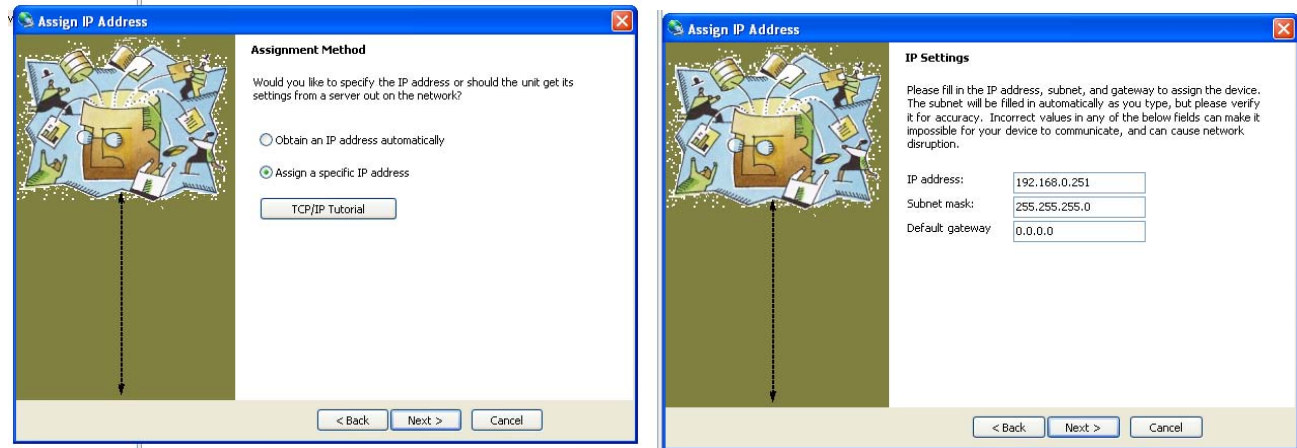 Assign IP Address
Assignment Method
Would you like to specify the IP address or should the unit get its
settings from a server out on the network?
Obtain an IP address automatically
Assign a specific IP address
TCP/IP Tutorial
< Back
Next >
Cancel
Assign IP Address
IP Settings
Please fill in the IP address, subnet, and gateway to assign the device.
The subnet will be filled in automatically as you type, but please verify
it for accuracy. Incorrect values in any of the below fields can make it
impossible for your device to communicate, and can cause network
disruption.
IP address: 192.168.0.251
Subnet mask: 255.255.255.0
Default gateway 0.0.0.0
< Back
Next >
Cancel